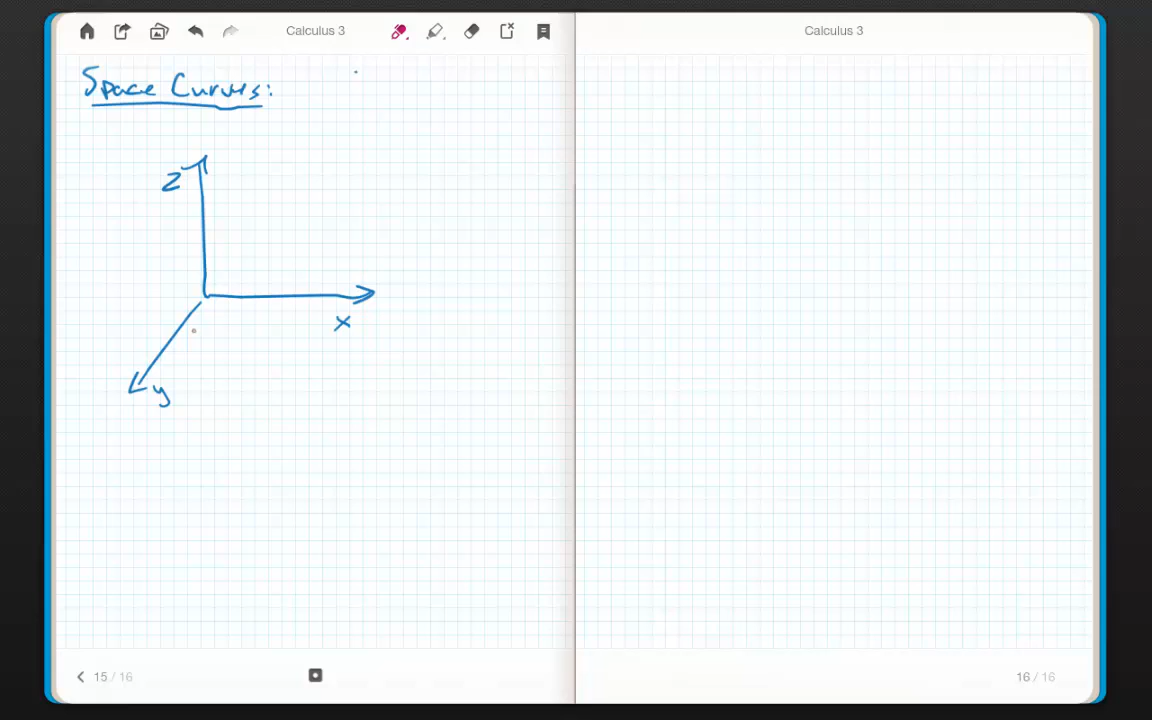 Calculus 3 Calculus 3
Space Curves:
z
x
y
15 / 16 16 / 16